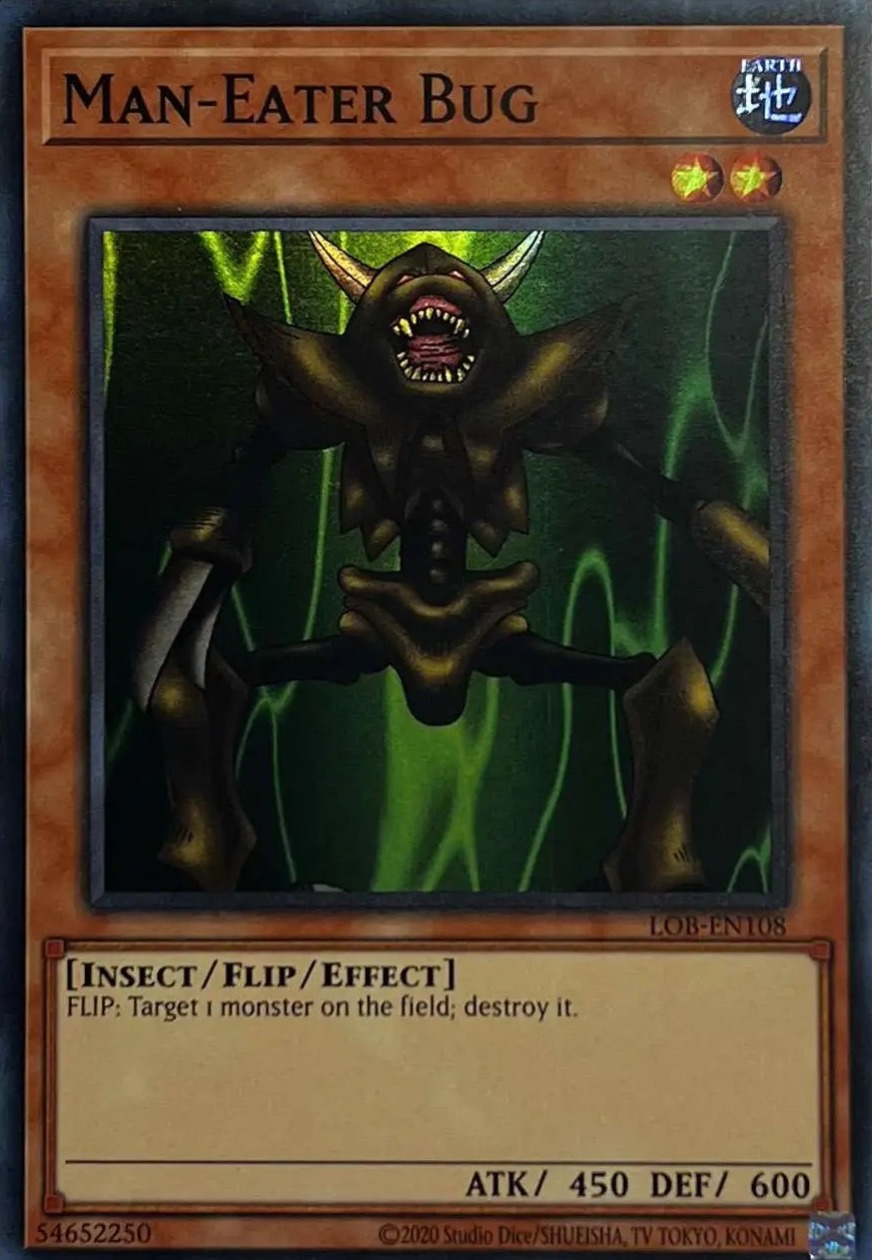 MAN-EATER BUG
EARTH
地
LOB-EN108
[INSECT/FLIP/EFFECT]
FLIP: Target 1 monster on the field; destroy it.
ATK/ 450 DEF/ 600
54652250
©2020 Studio Dice/SHUEISHA, TV TOKYO, KONAMI